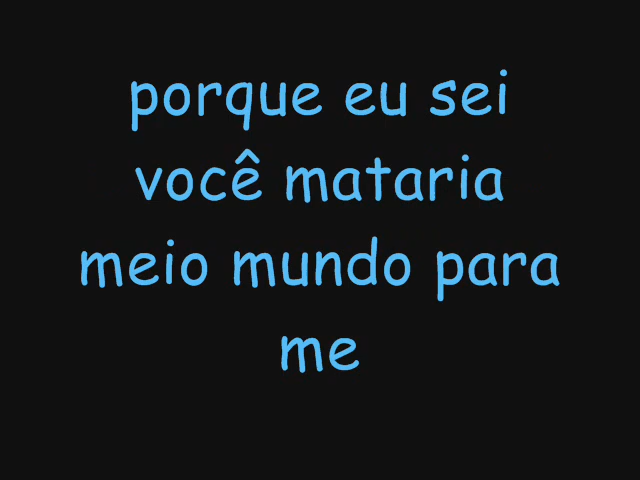 porque eu sei
você mataria
meio mundo para
me